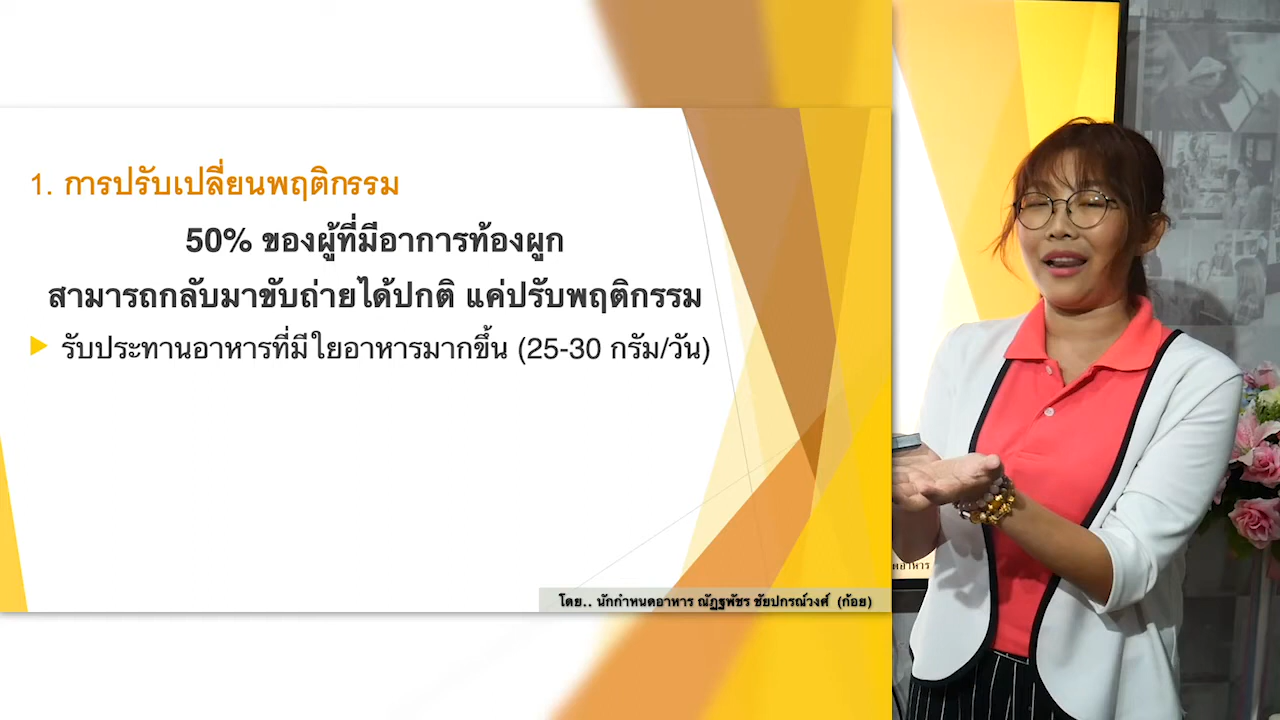 1. การปรับเปลี่ยนพฤติกรรม
50% ของผู้ที่มีอาการท้องผูก
สามารถกลับมาขับถ่ายได้ปกติ แค่ปรับพฤติกรรม
รับประทานอาหารที่มีใยอาหารมากขึ้น (25-30 กรัม/วัน)
โดย.. นักกำหนดอาหาร ณัฏฐพัชร ชัยปกรณ์วงศ์ (ก้อย)